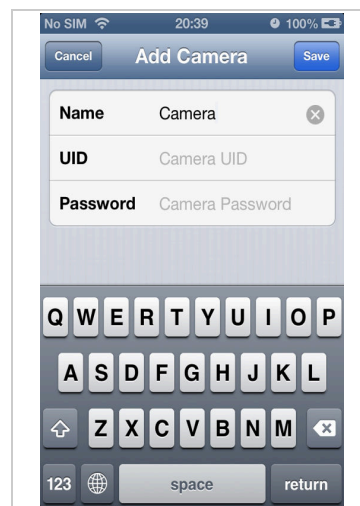 No SIM 20:39 100%
Cancel Add Camera Save
Name Camera
UID Camera UID
Password Camera Password
Q W E R T Y U I O P
A S D F G H J K L
Z X C V B N M
123 space return